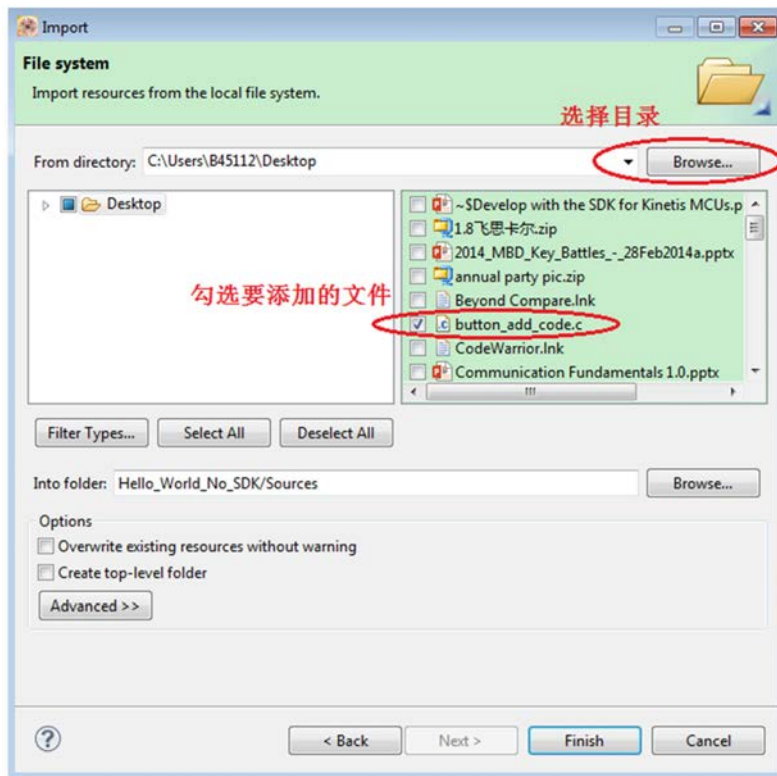 Import
File system
Import resources from the local file system.
选择目录
From directory: C:\Users\B45112\Desktop Browse...
Desktop
~$Develop with the SDK for Kinetis MCUs.p
1.8飞思卡尔.zip
2014_MBD_Key_Battles_-_28Feb2014a.pptx
annual party pic.zip
勾选要添加的文件
Beyond Compare.lnk
button_add_code.c
CodeWarrior.lnk
Communication Fundamentals 1.0.pptx
Filter Types... Select All Deselect All
Into folder: Hello_World_No_SDK/Sources Browse...
Options
Overwrite existing resources without warning
Create top-level folder
Advanced >>
? < Back Next > Finish Cancel